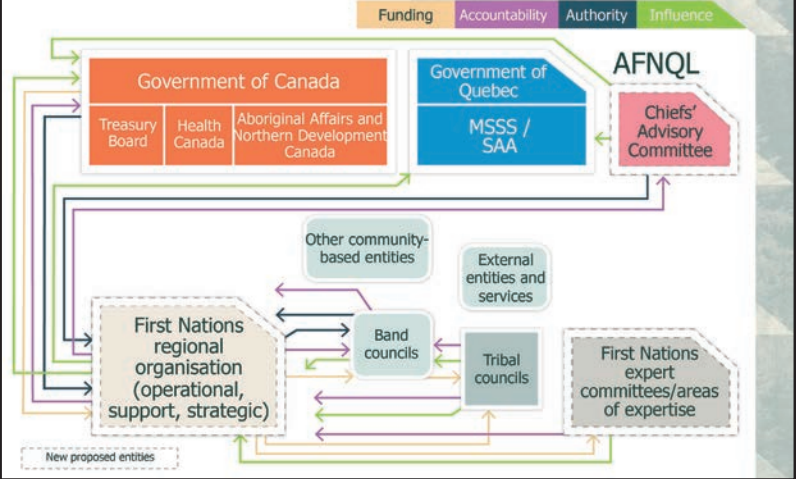 Funding
Accountability
Authority
Influence
AFNQL
Government of Canada
Treasury
Board
Health
Canada
Aboriginal Affairs and
Northern Development
Canada
Government of
Quebec
MSSS /
SAA
Chiefs'
Advisory
Committee
Other community-
based entities
External
entities and
services
First Nations
regional
organisation
(operational,
support, strategic)
Band
councils
Tribal
councils
First Nations
expert
committees/areas
of expertise
New proposed entities